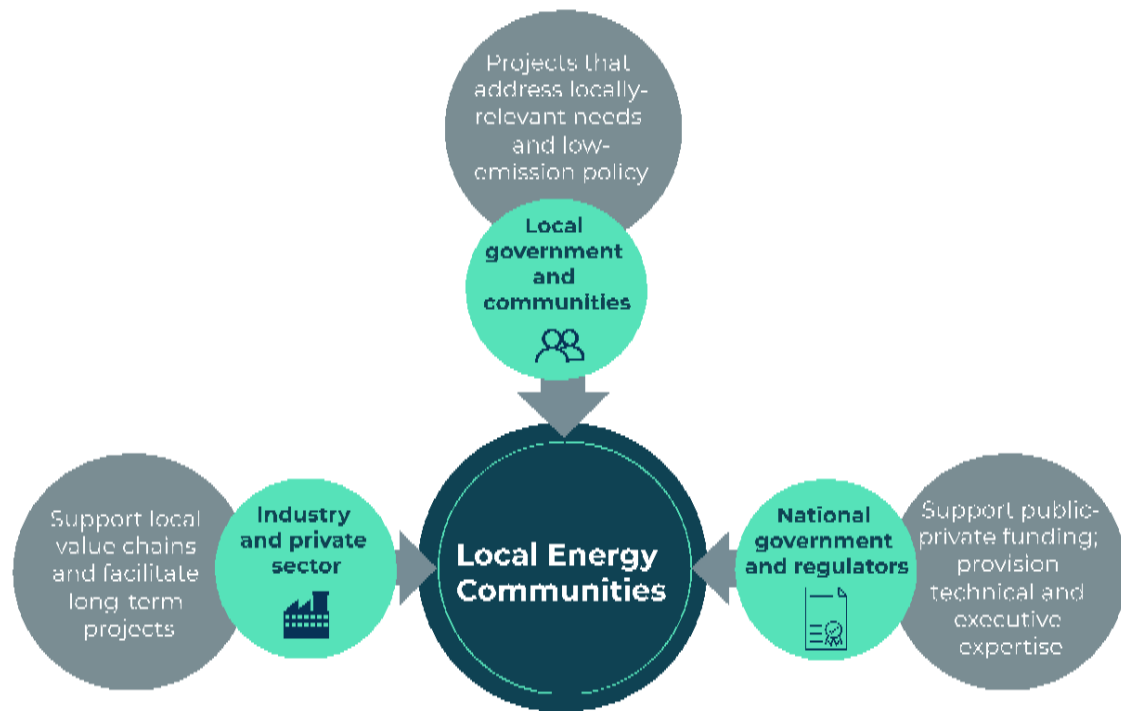 Projects that
address locally-
relevant needs
and low-
emission policy
Local
government
and
communities
Support local
value chains
and facilitate
long-term
projects
Industry
and private
sector
Local Energy
Communities
National
government
and regulators
Support public-
private funding;
provision
technical and
executive
expertise